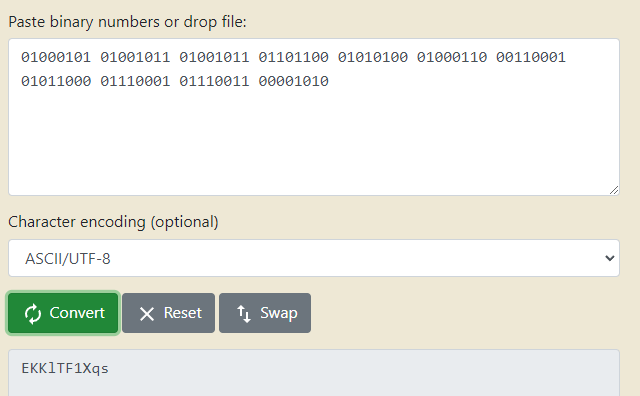 Paste binary numbers or drop file:
01000101 01001011 01001011 01101100 01010100 01000110 00110001
01011000 01110001 01110011 00001010
Character encoding (optional)
ASCII/UTF-8
Convert Reset Swap
EKKlTF1Xqs